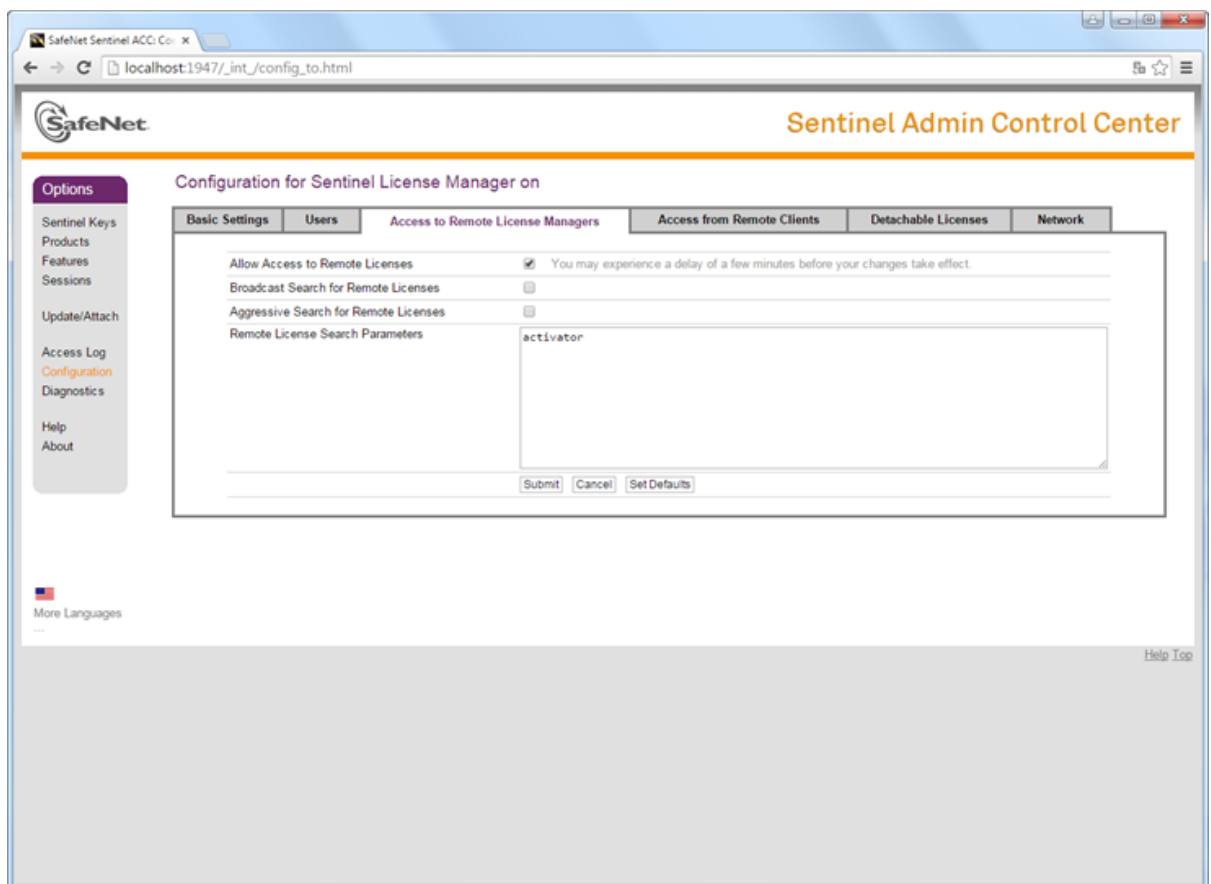 SafeNet Sentinel ACC: Co
localhost:1947/_int_/config_to.html
SafeNet.
Sentinel Admin Control Center
Options
Sentinel Keys
Products
Features
Sessions
Update/Attach
Access Log
Configuration
Diagnostics
Help
About
Configuration for Sentinel License Manager on
Basic Settings Users Access to Remote License Managers Access from Remote Clients Detachable Licenses Network
Allow Access to Remote Licenses You may experience a delay of a few minutes before your changes take effect.
Broadcast Search for Remote Licenses
Aggressive Search for Remote Licenses
Remote License Search Parameters activator
Submit Cancel Set Defaults
More Languages
...
Help Top